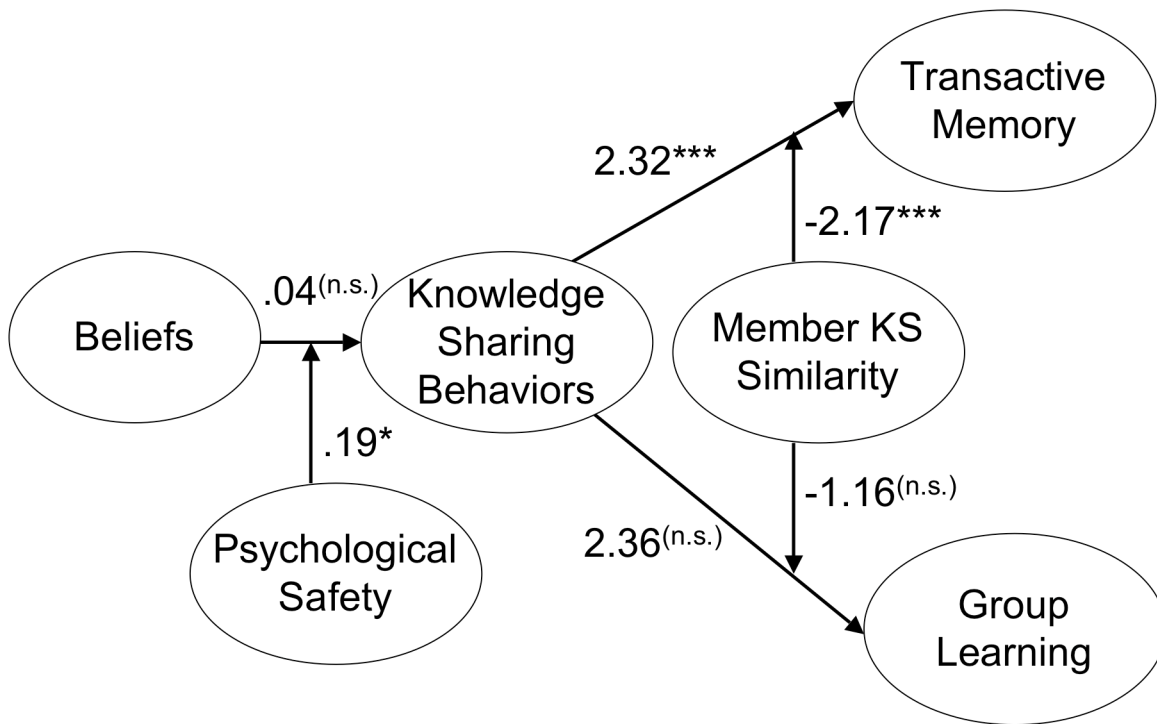 Transactive
Memory
2.32***
-2.17***
.04(n.s.)
Beliefs
Knowledge
Sharing
Behaviors
Member KS
Similarity
.19*
Psychological
Safety
-1.16(n.s.)
2.36(n.s.)
Group
Learning